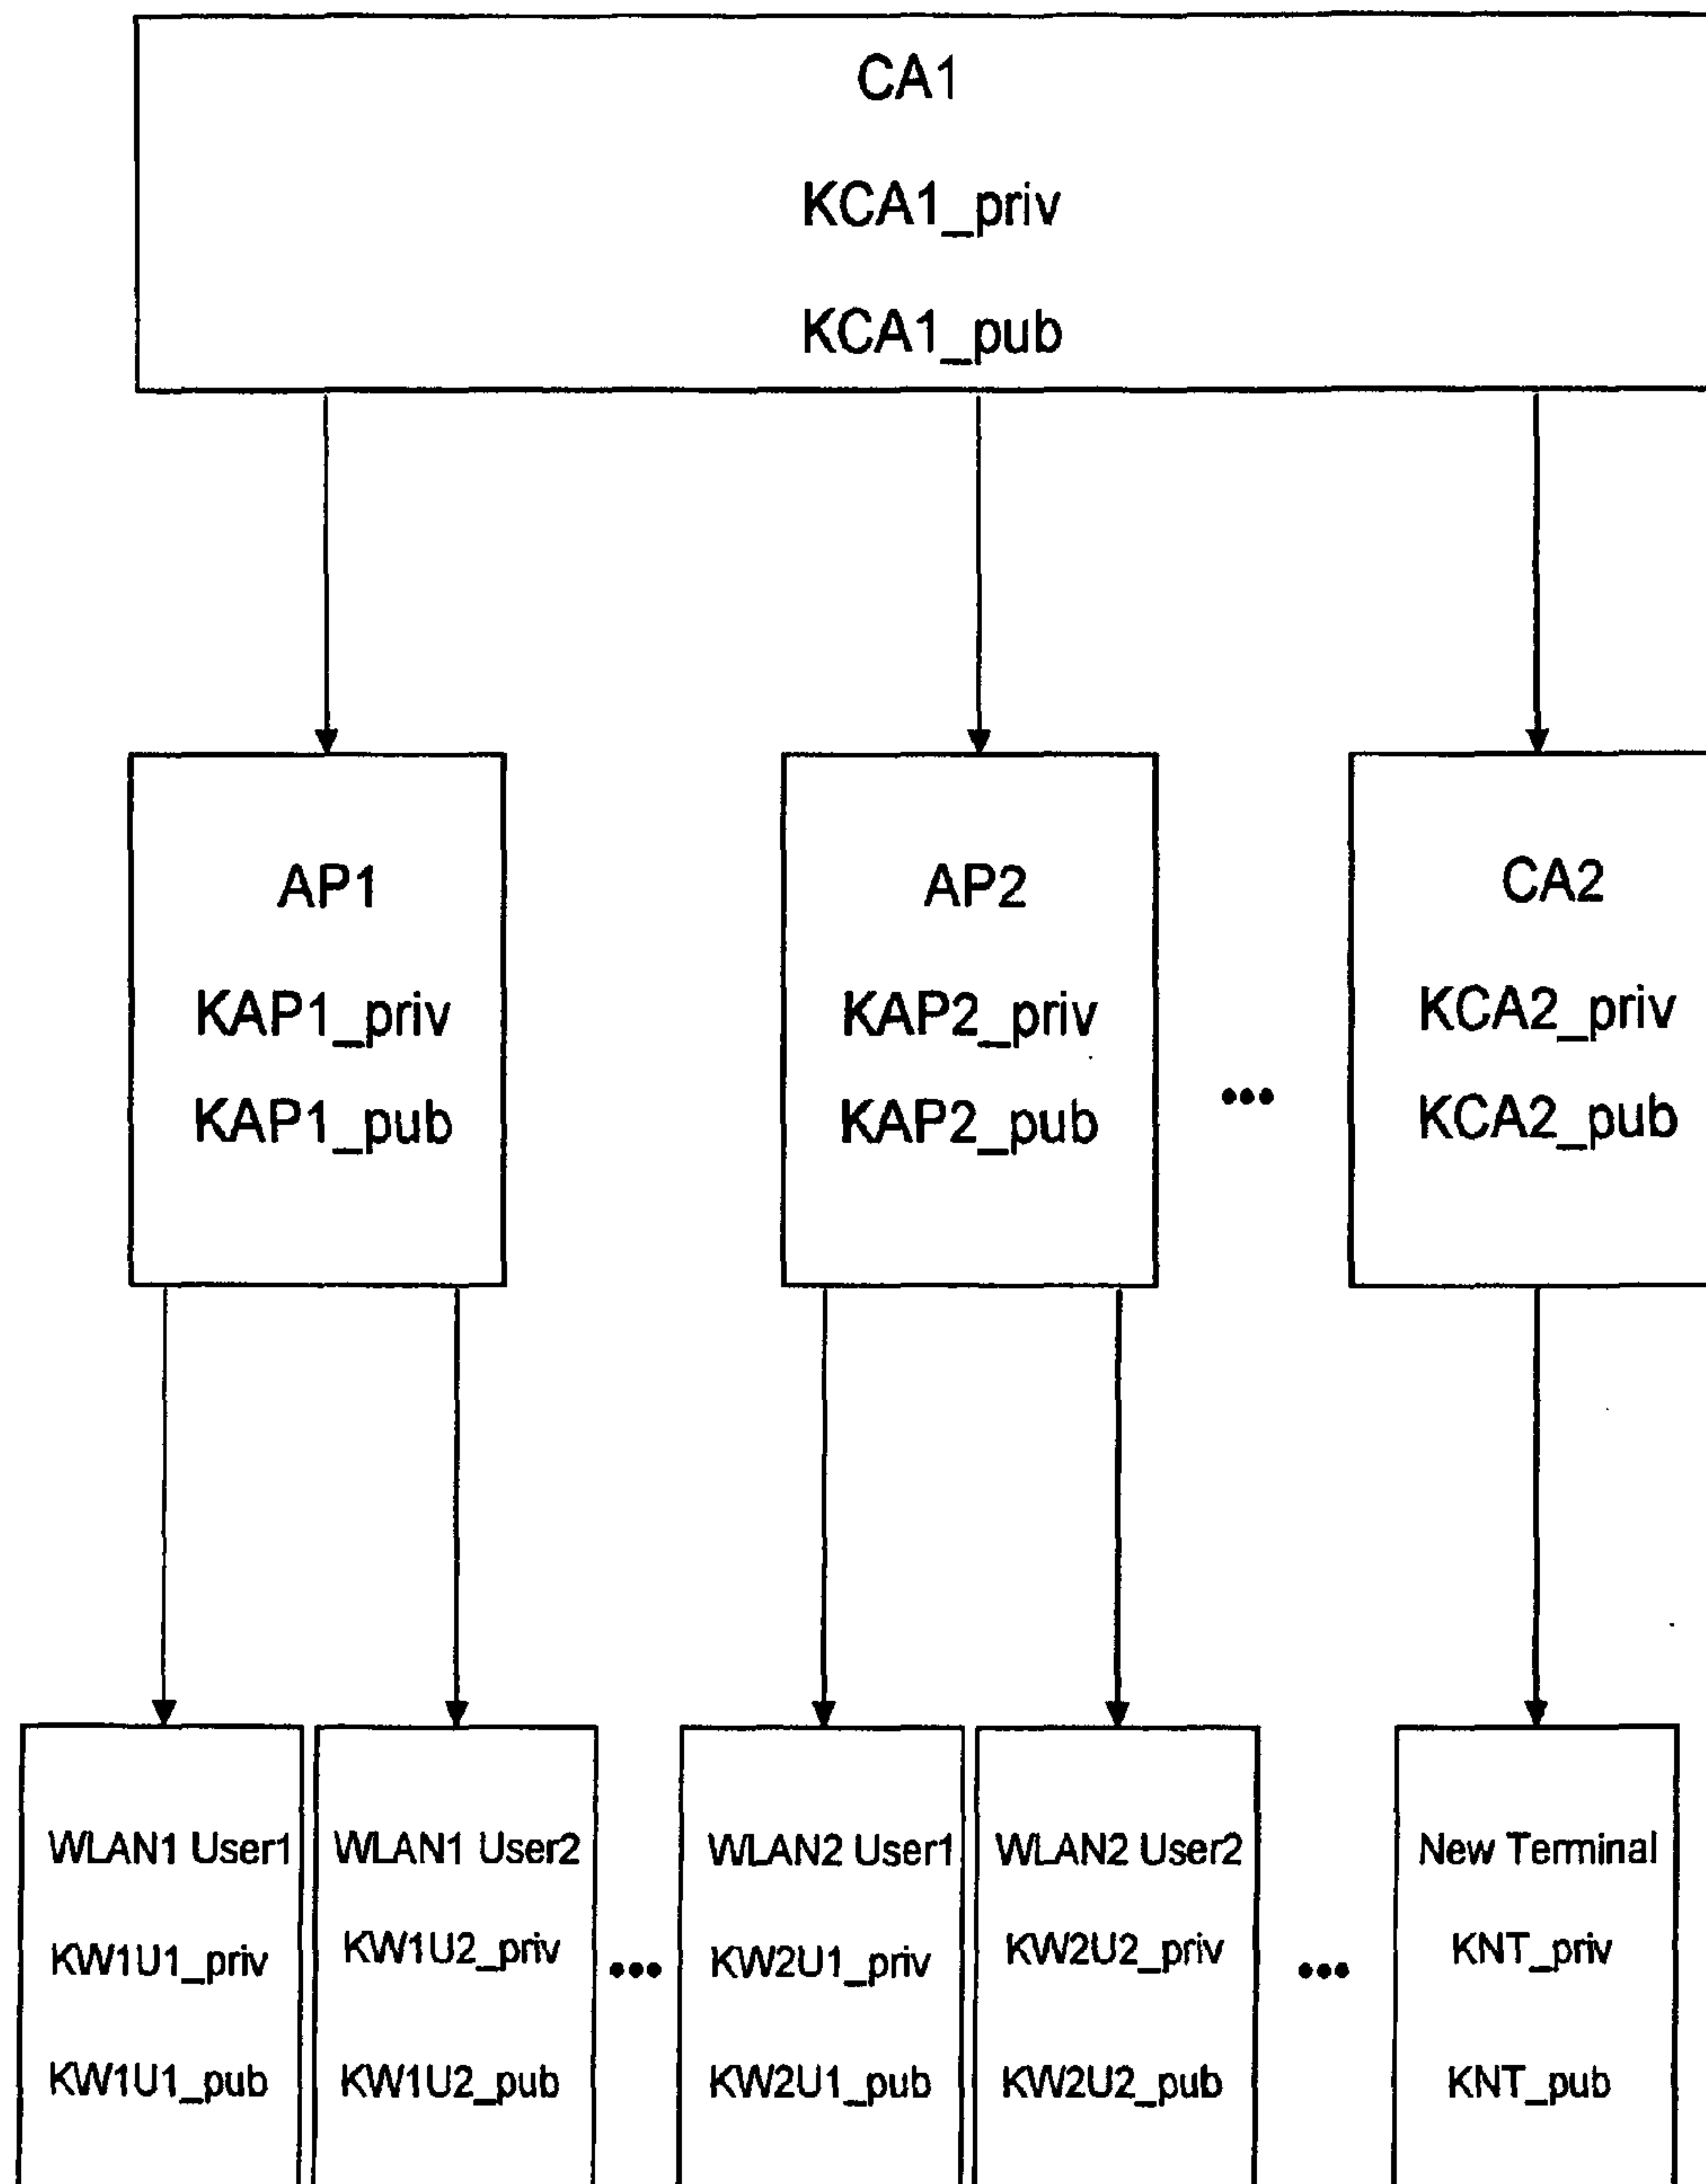 CA1
KCA1_priv
KCA1_pub
AP1
KAP1_priv
KAP1_pub
AP2
KAP2_priv
KAP2_pub
...
CA2
KCA2_priv
KCA2_pub
WLAN1 User1
KW1U1_priv
KW1U1_pub
WLAN1 User2
KW1U2_priv
KW1U2_pub
...
WLAN2 User1
KW2U1_priv
KW2U1_pub
WLAN2 User2
KW2U2_priv
KW2U2_pub
...
New Terminal
KNT_priv
KNT_pub